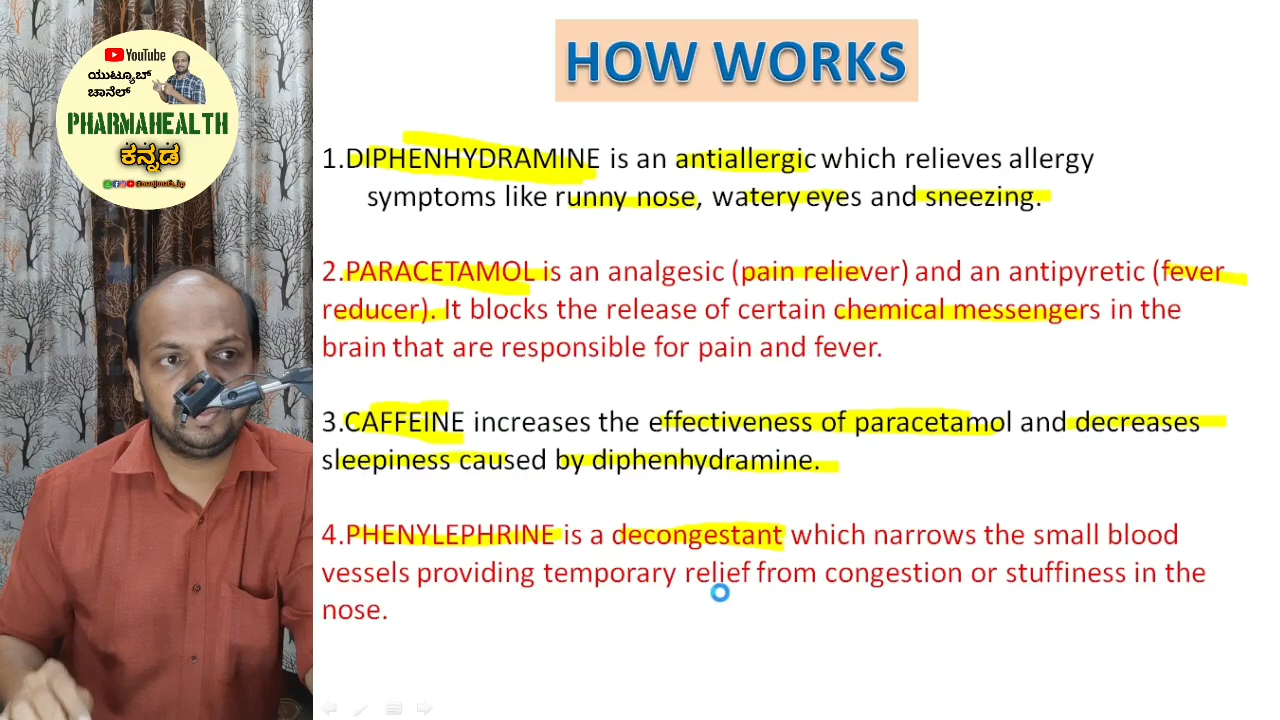 YouTube
ಯುಟ್ಯೂಬ್
ಚಾನೆಲ್
PHARMAHEALTH
ಕನ್ನಡ
HOW WORKS
1.DIPHENHYDRAMINE is an antiallergic which relieves allergy
symptoms like runny nose, watery eyes and sneezing.
2.PARACETAMOL is an analgesic (pain reliever) and an antipyretic (fever
reducer). It blocks the release of certain chemical messengers in the
brain that are responsible for pain and fever.
3.CAFFEINE increases the effectiveness of paracetamol and decreases
sleepiness caused by diphenhydramine.
4.PHENYLEPHRINE is a decongestant which narrows the small blood
vessels providing temporary relief from congestion or stuffiness in the
nose.